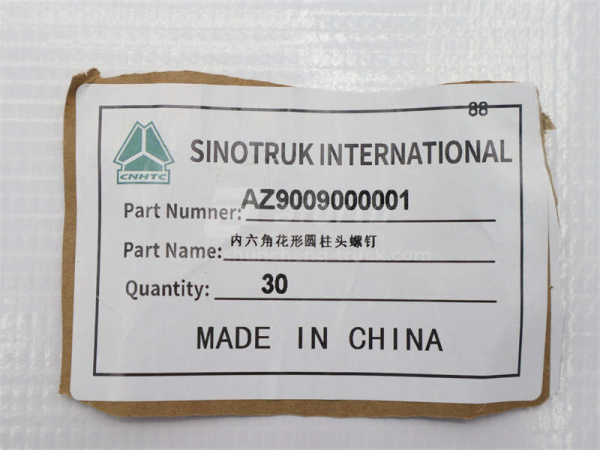 88
CNHTC
SINOTRUK INTERNATIONAL
Part Numner: AZ9009000001
Part Name: 内六角花形圆柱头螺钉
Quantity: 30
MADE IN CHINA